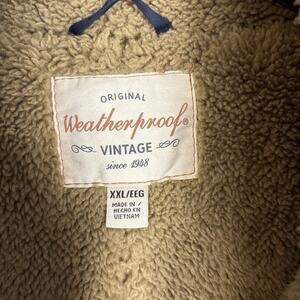 ORIGINAL
Weatherproof®
VINTAGE
since 1948
XXL/EEG
MADE IN /
HECHO EN
VIETNAM